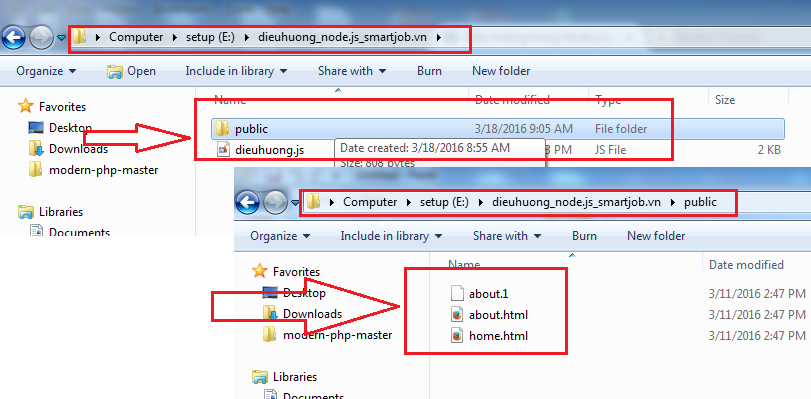 Computer setup (E:) dieuhuong_node.js_smartjob.vn
Organize Open Include in library Share with Burn New folder
Name Date modified Type Size
Favorites
Desktop
Downloads
modern-php-master
Libraries
Documents
public 3/18/2016 9:05 AM File folder
dieuhuong.js JS File 2 KB
Date created: 3/18/2016 8:55 AM
Size: 808 bytes
Computer setup (E:) dieuhuong_node.js_smartjob.vn public
Organize Include in library Share with Burn New folder
Name Date modified
Favorites
Desktop
Downloads
modern-php-master
Libraries
Documents
about.1 3/11/2016 2:47 PM
about.html 3/11/2016 2:47 PM
home.html 3/11/2016 2:47 PM